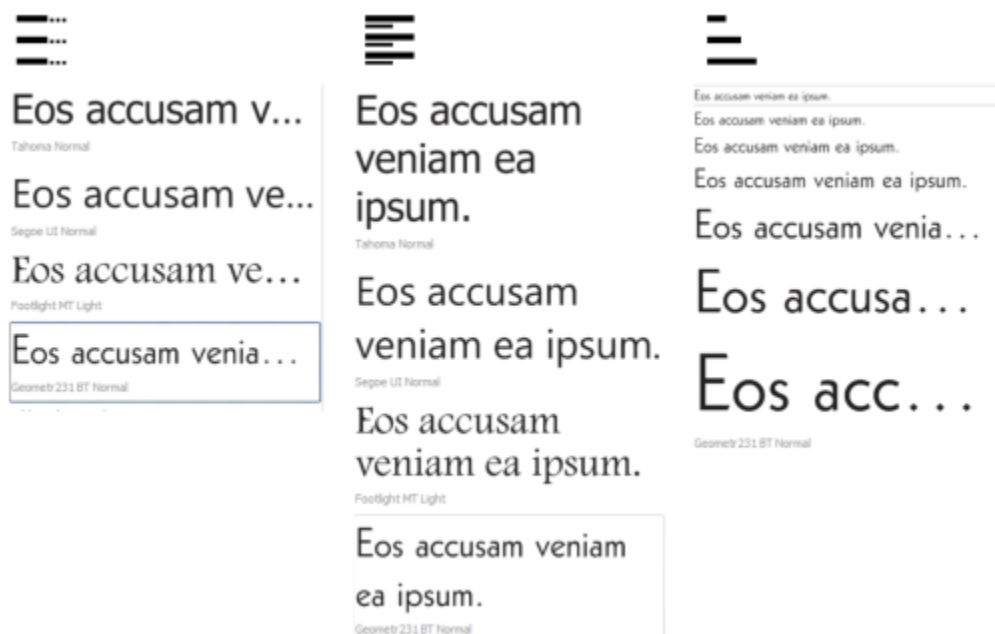 Eos accusam v...
Tahoma Normal
Eos accusam ve...
Segoe UI Normal
Eos accusam ve...
Footlight MT Light
Eos accusam venia...
Geometr231 BT Normal
Eos accusam
veniam ea
ipsum.
Tahoma Normal
Eos accusam
veniam ea ipsum.
Segoe UI Normal
Eos accusam
veniam ea ipsum.
Footlight MT Light
Eos accusam veniam
ea ipsum.
Geometr231 BT Normal
Eos accusam veniam ea ipsum.
Eos accusam veniam ea ipsum.
Eos accusam veniam ea ipsum.
Eos accusam veniam ea ipsum.
Eos accusam venia...
Eos accusa...
Eos acc...
Geometr231 BT Normal